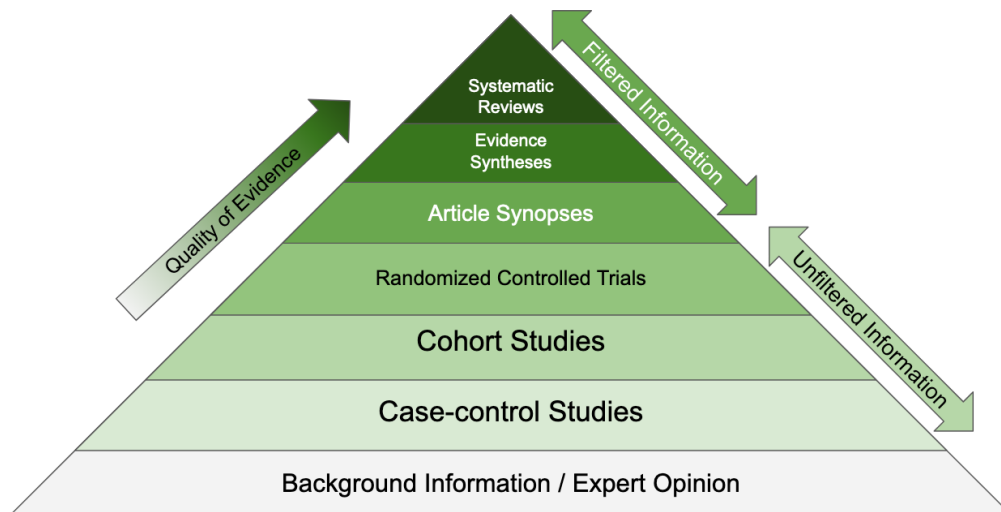 Systematic
Reviews
Evidence
Syntheses
Article Synopses
Randomized Controlled Trials
Cohort Studies
Case-control Studies
Background Information / Expert Opinion
Quality of Evidence
Filtered Information
Unfiltered Information